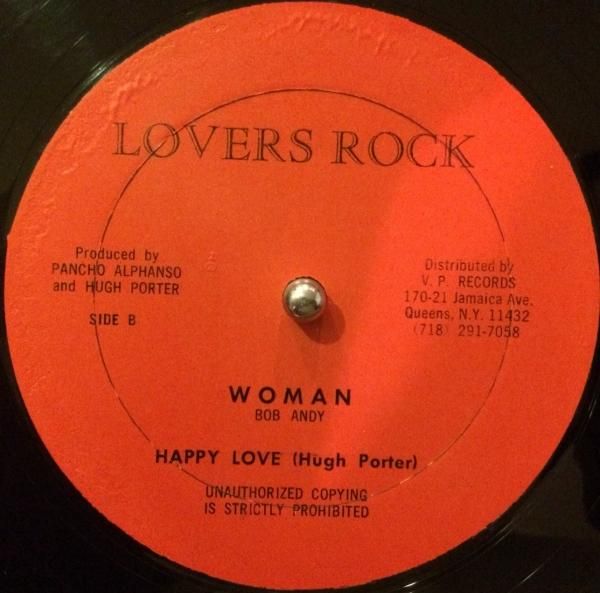 LOVERS ROCK
Produced by
PANCHO ALPHANSO
and HUGH PORTER
SIDE B
Distributed by
V. P. RECORDS
170-21 Jamaica Ave.
Queens, N.Y. 11432
(718) 291-7058
WOMAN
BOB ANDY
HAPPY LOVE (Hugh Porter)
UNAUTHORIZED COPYING
IS STRICTLY PROHIBITED